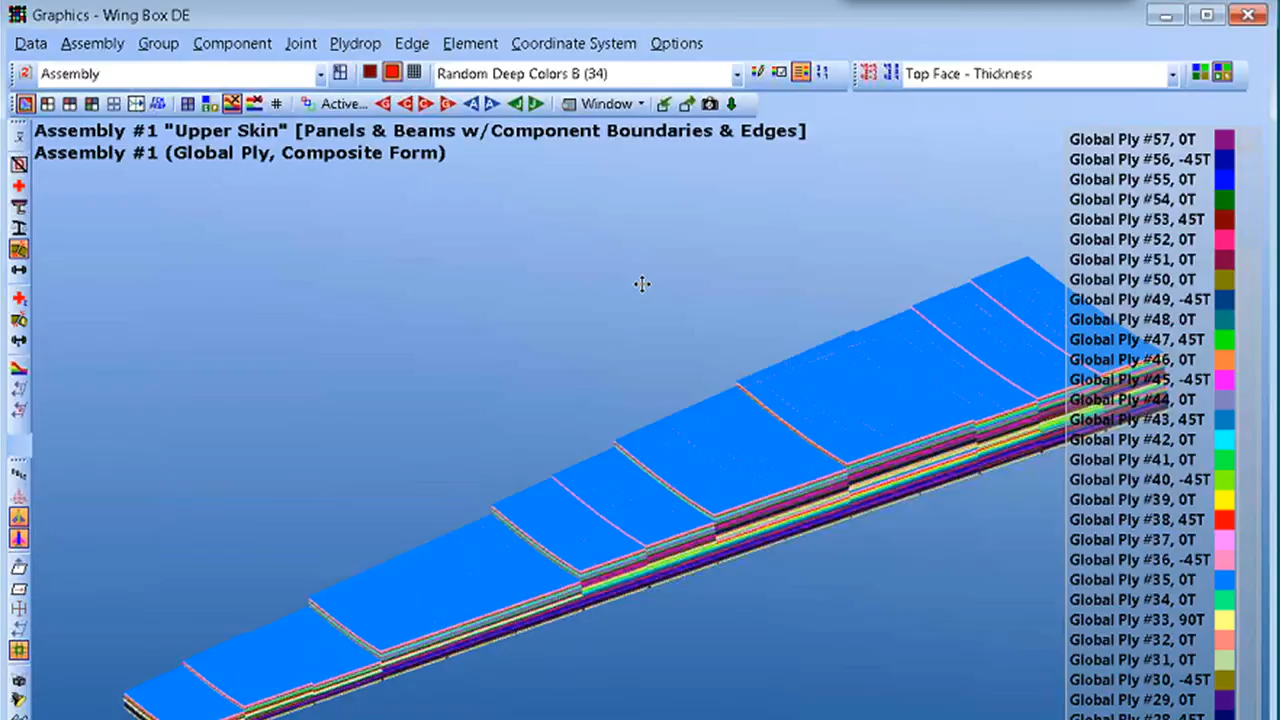 Graphics - Wing Box DE
Data Assembly Group Component Joint Plydrop Edge Element Coordinate System Options
Assembly Random Deep Colors B (34) Top Face - Thickness
Active... Window
Assembly #1 "Upper Skin" [Panels & Beams w/Component Boundaries & Edges]
Assembly #1 (Global Ply, Composite Form)
Global Ply #57, 0T
Global Ply #56, -45T
Global Ply #55, 0T
Global Ply #54, 0T
Global Ply #53, 45T
Global Ply #52, 0T
Global Ply #51, 0T
Global Ply #50, 0T
Global Ply #49, -45T
Global Ply #48, 0T
Global Ply #47, 45T
Global Ply #46, 0T
Global Ply #45, -45T
Global Ply #44, 0T
Global Ply #43, 45T
Global Ply #42, 0T
Global Ply #41, 0T
Global Ply #40, -45T
Global Ply #39, 0T
Global Ply #38, 45T
Global Ply #37, 0T
Global Ply #36, -45T
Global Ply #35, 0T
Global Ply #34, 0T
Global Ply #33, 90T
Global Ply #32, 0T
Global Ply #31, 0T
Global Ply #30, -45T
Global Ply #29, 0T